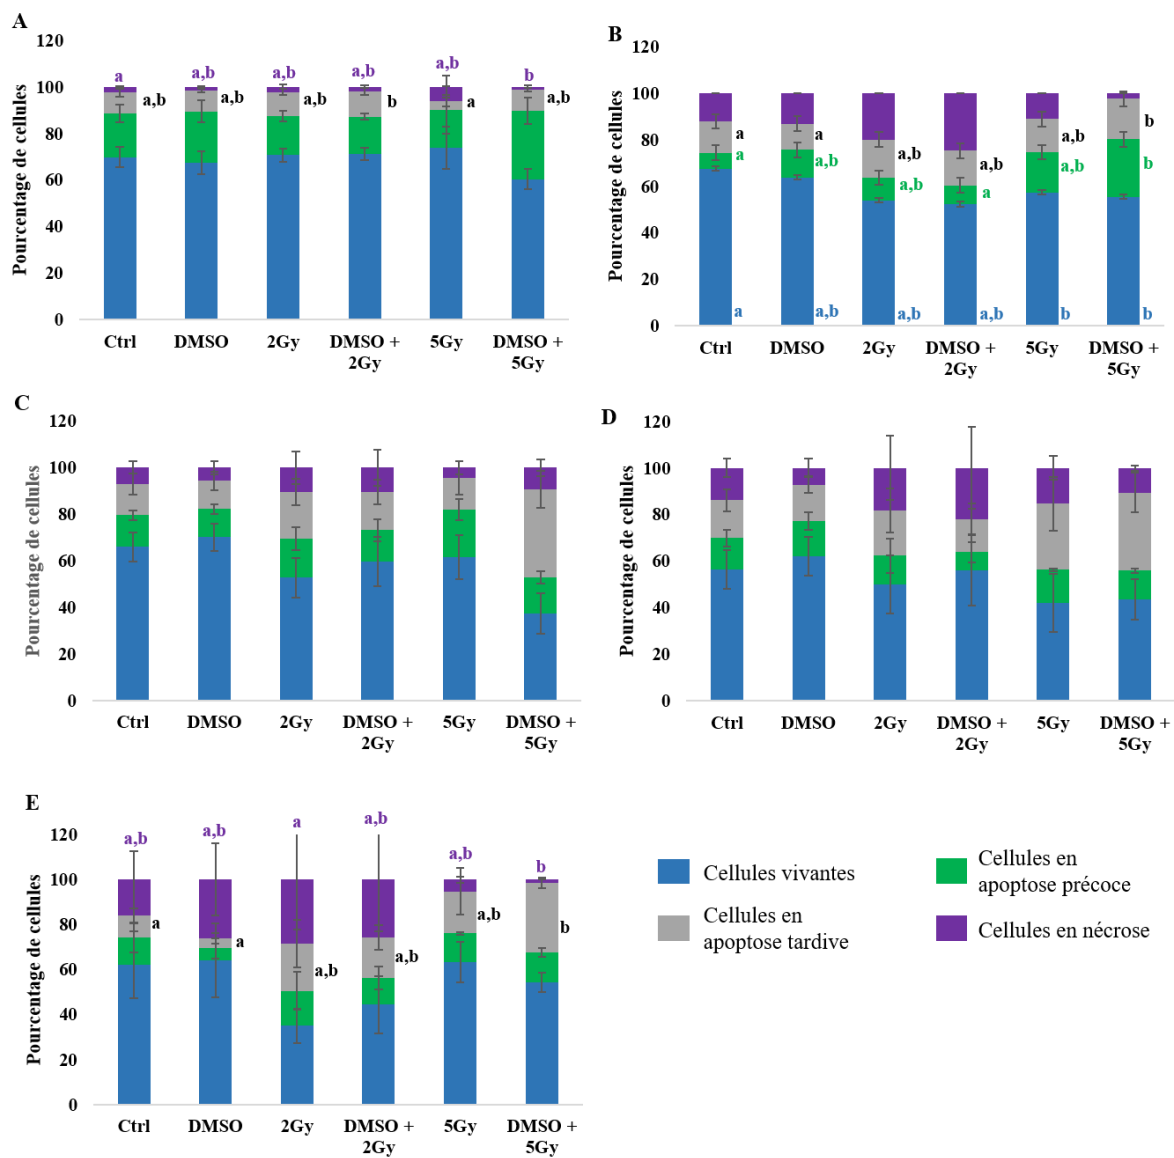 A
Pourcentage de cellules
120
100
80
60
40
20
0
a
a,b
a,b
a,b
a,b
b
a,b
a,b
a,b
b
a
a,b
Ctrl
DMSO
2Gy
DMSO +
2Gy
5Gy
DMSO +
5Gy
B
Pourcentage de cellules
120
100
80
60
40
20
0
a
a
a,b
a,b
a,b
b
a
a,b
a,b
a
a,b
b
a
a,b
a,b
a,b
b
b
Ctrl
DMSO
2Gy
DMSO +
2Gy
5Gy
DMSO +
5Gy
C
Pourcentage de cellules
120
100
80
60
40
20
0
Ctrl
DMSO
2Gy
DMSO +
2Gy
5Gy
DMSO +
5Gy
D
Pourcentage de cellules
120
100
80
60
40
20
0
Ctrl
DMSO
2Gy
DMSO +
2Gy
5Gy
DMSO +
5Gy
E
Pourcentage de cellules
120
100
80
60
40
20
0
a,b
a,b
a
a,b
a,b
b
a
a
a,b
a,b
a,b
b
Ctrl
DMSO
2Gy
DMSO +
2Gy
5Gy
DMSO +
5Gy
Cellules vivantes
Cellules en
apoptose précoce
Cellules en
apoptose tardive
Cellules en nécrose